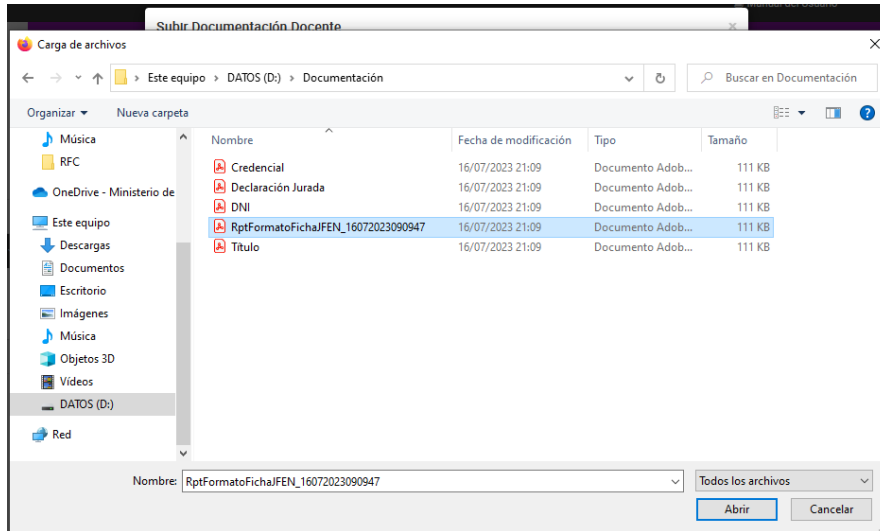 Manual del Usuario
Subir Documentación Docente
Carga de archivos
Este equipo > DATOS (D:) > Documentación
Buscar en Documentación
Organizar
Nueva carpeta
Música
RFC
OneDrive - Ministerio de
Este equipo
Descargas
Documentos
Escritorio
Imágenes
Música
Objetos 3D
Vídeos
DATOS (D:)
Red
Nombre Fecha de modificación Tipo Tamaño
Credencial 16/07/2023 21:09 Documento Adob... 111 KB
Declaración Jurada 16/07/2023 21:09 Documento Adob... 111 KB
DNI 16/07/2023 21:09 Documento Adob... 111 KB
RptFormatoFichaJFEN_16072023090947 16/07/2023 21:09 Documento Adob... 111 KB
Título 16/07/2023 21:09 Documento Adob... 111 KB
Nombre: RptFormatoFichaJFEN_16072023090947
Todos los archivos
Abrir
Cancelar